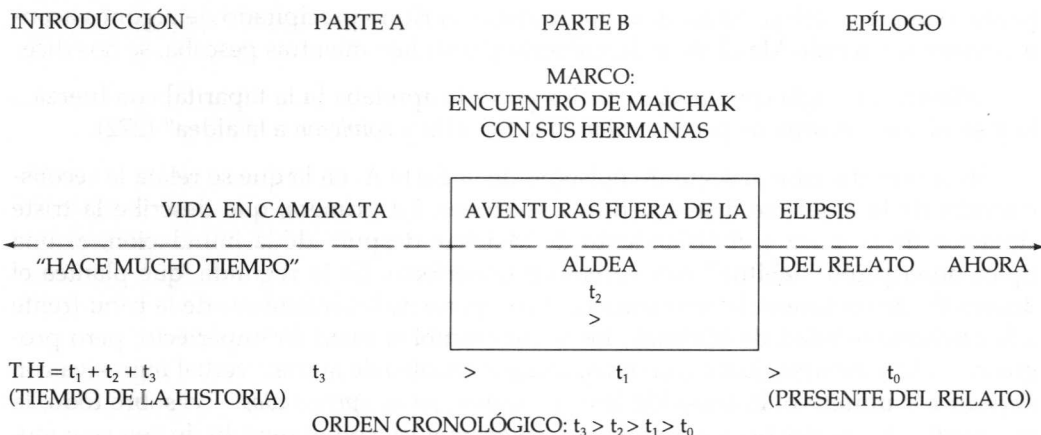 INTRODUCCIÓN PARTE A PARTE B EPÍLOGO
MARCO:
ENCUENTRO DE MAICHAK
CON SUS HERMANAS
VIDA EN CAMARATA AVENTURAS FUERA DE LA ELIPSIS
“HACE MUCHO TIEMPO” ALDEA DEL RELATO AHORA
t₂
>
T H = t₁ + t₂ + t₃ t₃ > t₁ > t₀
(TIEMPO DE LA HISTORIA) (PRESENTE DEL RELATO)
ORDEN CRONOLÓGICO: t₃ > t₂ > t₁ > t₀